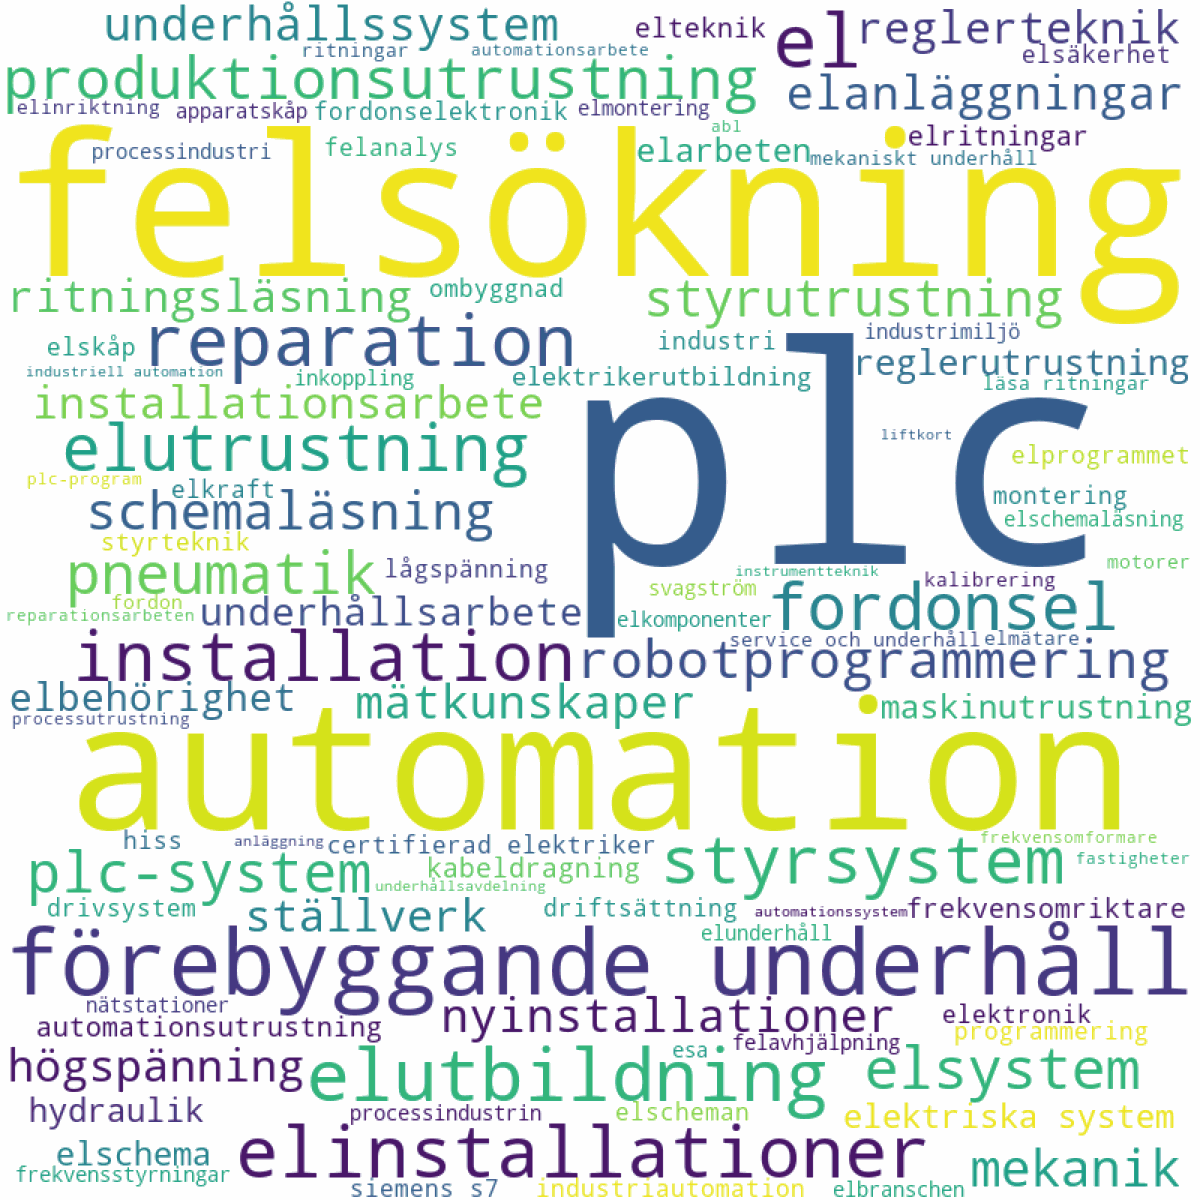 underhållssystem
elteknik
el
reglerteknik
ritningar
automationsarbete
elsäkerhet
produktionsutrustning
elanläggningar
elinriktning
apparatskåp
fordonselektronik
elmontering
abl
elritningar
processindustri
felanalys
elarbeten
mekaniskt underhåll
felsökning
ritningsläsning
ombyggnad
styrutrustning
reparation
industri
industrimiljö
elskåp
reglerutrustning
industriell automation
inkoppling
elektrikerutbildning
läsa ritningar
installationsarbete
plc
liftkort
elutrustning
elprogrammet
plc-program
elkraft
montering
schemaläsning
elschemaläsning
styrteknik
motorer
pneumatik
lågspänning
instrumentteknik
kalibrering
svagström
fordon
fordonsel
reparationsarbeten
underhållsarbete
elkomponenter
service och underhåll
elmätare
installation
robotprogrammering
elbehörighet
mätkunskaper
maskinutrustning
processutrustning
automation
hiss
anläggning
certifierad elektriker
frekvensomformare
plc-system
kabeldragning
styrsystem
fastigheter
underhållsavdelning
drivsystem
ställverk
driftsättning
automationssystem
frekvensomriktare
elunderhåll
förebyggande underhåll
nätstationer
nyinstallationer
elektronik
automationsutrustning
programmering
felavhjälpning
esa
högspänning
elutbildning
elsystem
hydraulik
processindustrin
elscheman
elektriska system
elschema
elinstallationer
mekanik
frekvensstyrningar
siemens s7
industriautomation
elbranschen